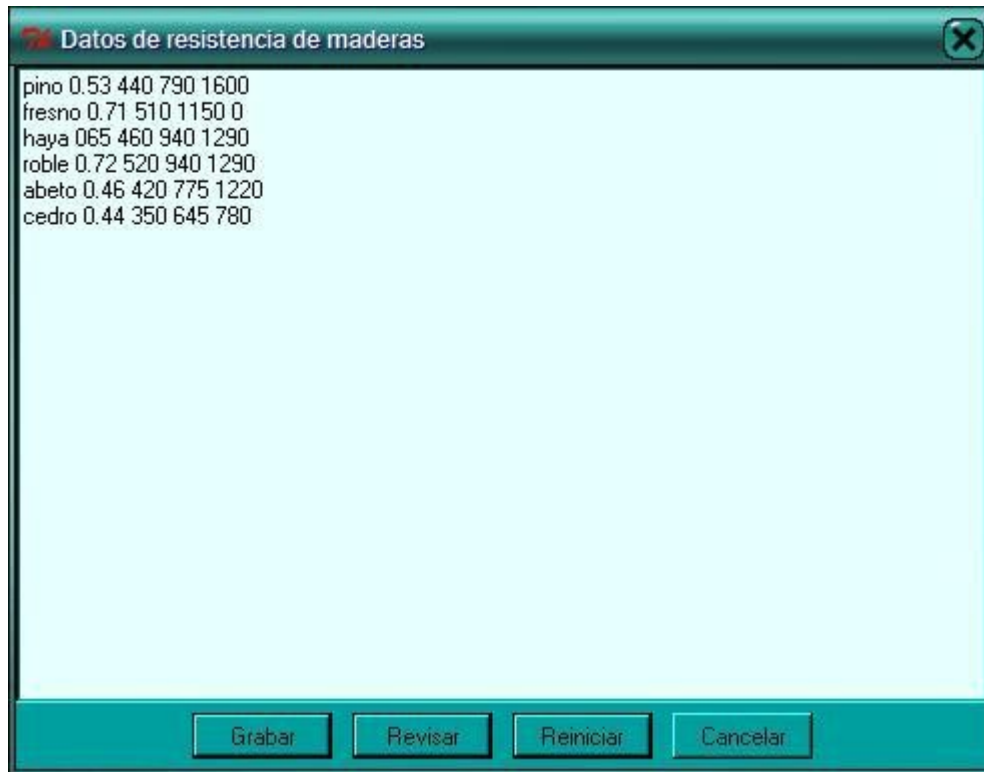 Datos de resistencia de maderas
pino 0.53 440 790 1600
fresno 0.71 510 1150 0
haya 065 460 940 1290
roble 0.72 520 940 1290
abeto 0.46 420 775 1220
cedro 0.44 350 645 780
Grabar Revisar Reiniciar Cancelar